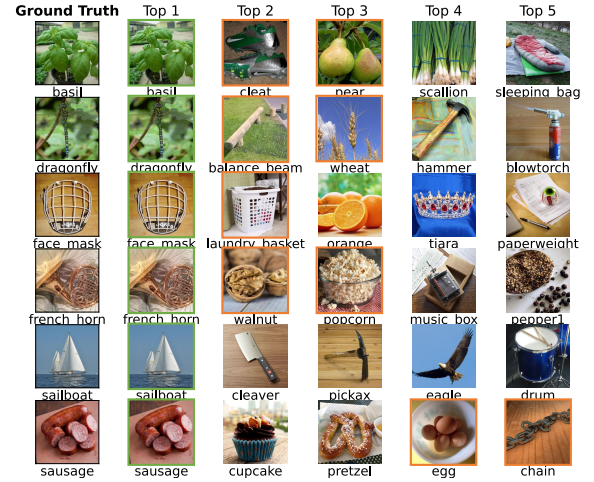 Ground Truth Top 1 Top 2 Top 3 Top 4 Top 5
basil basil cleat pear scallion sleeping_bag
dragonfly dragonfly balance_beam wheat hammer blowtorch
face_mask face_mask laundry_basket orange tiara paperweight
french_horn french_horn walnut popcorn music_box pepper1
sailboat sailboat cleaver pickax eagle drum
sausage sausage cupcake pretzel egg chain